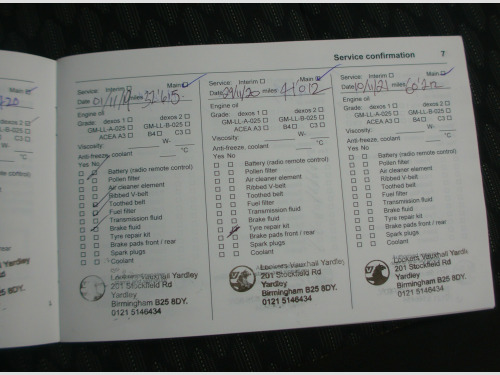 Service confirmation 7
Service: Interim Main
Date 01/11/19 miles 32'615
Engine oil
Grade: dexos 1 dexos 2
GM-LL-A-025 GM-LL-B-025
ACEA A3 B4 C3
Viscosity: W-
Anti-freeze, coolant °C
Yes No
Battery (radio remote control)
Pollen filter
Air cleaner element
Ribbed V-belt
Toothed belt
Fuel filter
Transmission fluid
Brake fluid
Tyre repair kit
Brake pads front / rear
Spark plugs
Coolant
Lookers Vauxhall Yardley
201 Stockfield Rd
Yardley
Birmingham B25 8DY.
0121 5146434
Service: Interim Main
Date 09/11/20 miles 41012
Engine oil
Grade: dexos 1 dexos 2
GM-LL-A-025 GM-LL-B-025
ACEA A3 B4 C3
Viscosity: W-
Anti-freeze, coolant °C
Yes No
Battery (radio remote control)
Pollen filter
Air cleaner element
Ribbed V-belt
Toothed belt
Fuel filter
Transmission fluid
Brake fluid
Tyre repair kit
Brake pads front / rear
Spark plugs
Coolant
Lookers Vauxhall Yardley
201 Stockfield Rd
Yardley
Birmingham B25 8DY.
0121 5146434
Service: Interim Main
Date 10/11/21 miles
Engine oil
Grade: dexos 1 dexos 2
GM-LL-A-025 GM-LL-B-025
ACEA A3 B4 C3
Viscosity: W-
Anti-freeze, coolant °C
Yes No
Battery (radio remote control)
Pollen filter
Air cleaner element
Ribbed V-belt
Toothed belt
Fuel filter
Transmission fluid
Brake fluid
Tyre repair kit
Brake pads front / rear
Spark plugs
Coolant
Lookers Vauxhall Yardley
201 Stockfield Rd
Yardley
Birmingham B25 8DY.
0121 5146434